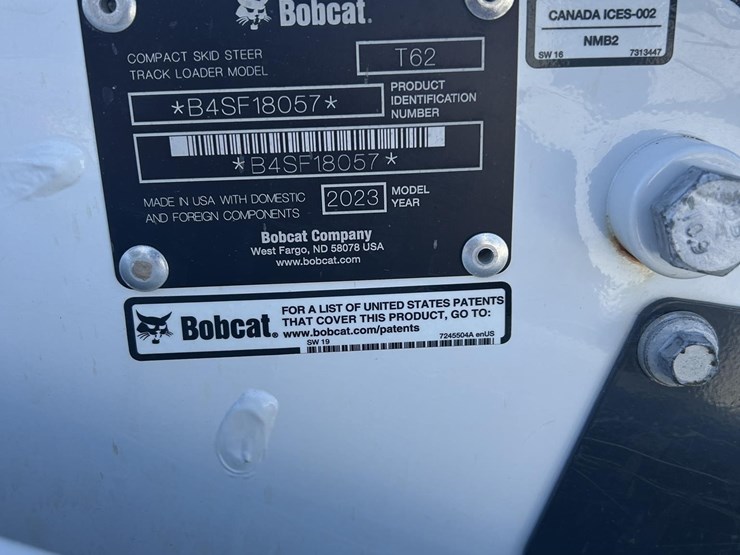 Bobcat.
COMPACT SKID STEER
TRACK LOADER MODEL
T62
*B4SF18057*
PRODUCT
IDENTIFICATION
NUMBER
*B4SF18057*
MADE IN USA WITH DOMESTIC
AND FOREIGN COMPONENTS
2023
MODEL
YEAR
Bobcat Company
West Fargo, ND 58078 USA
www.bobcat.com
CANADA ICES-002
NMB2
SW 16
7313447
Bobcat®
FOR A LIST OF UNITED STATES PATENTS
THAT COVER THIS PRODUCT, GO TO:
www.bobcat.com/patents
SW 19
7245504A enUS